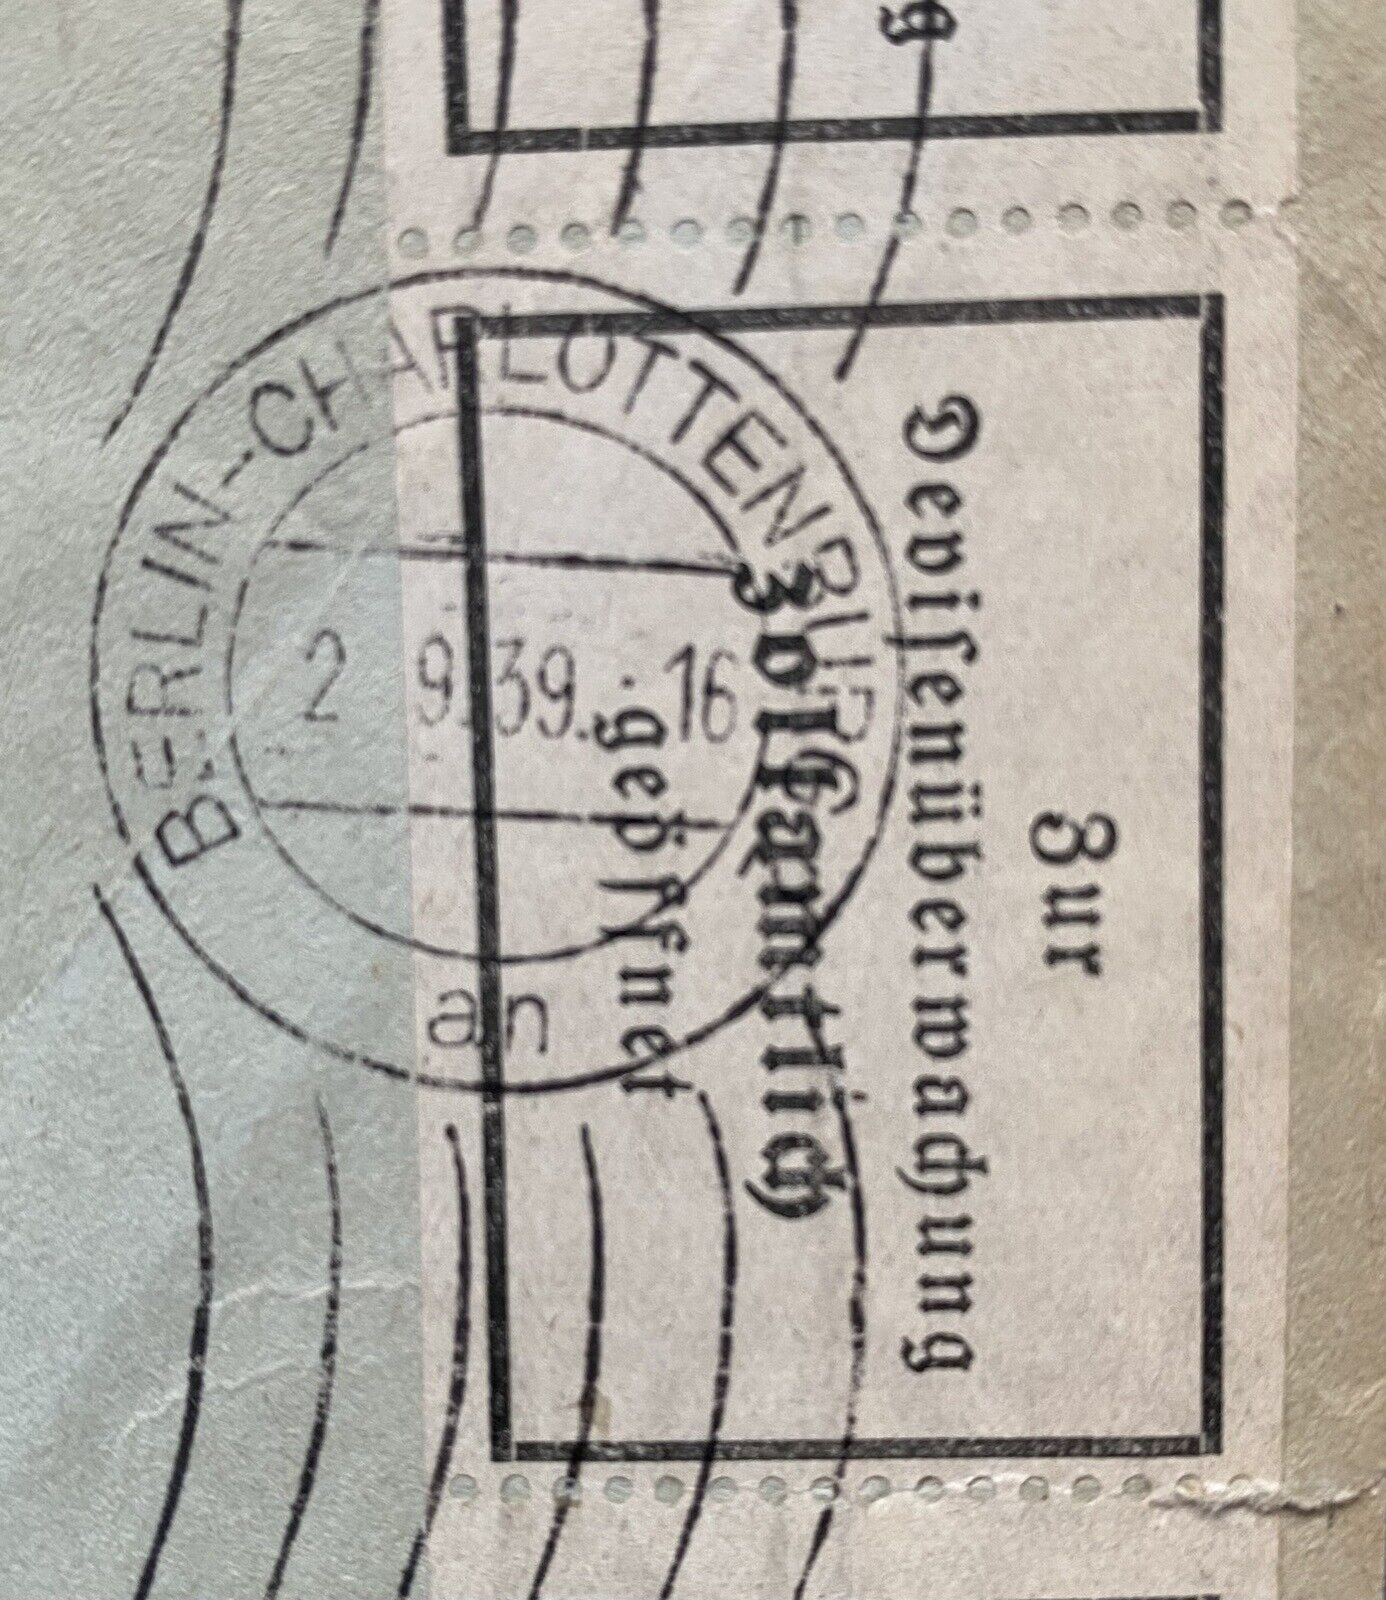 g
BERLIN-CHARLOTTENBURG
2 9.39.-16
an
Zur
Devisenüberwachung
zollamtlich
geöffnet